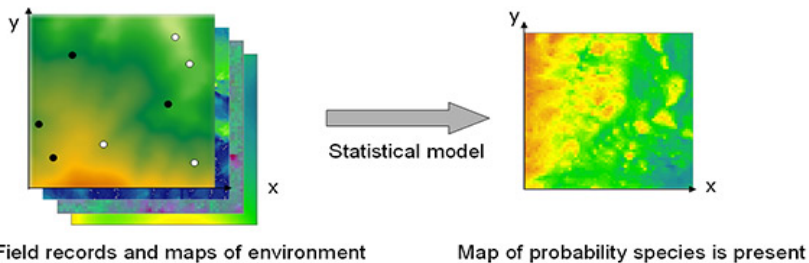 y
x
Statistical model
y
x
Field records and maps of environment
Map of probability species is present